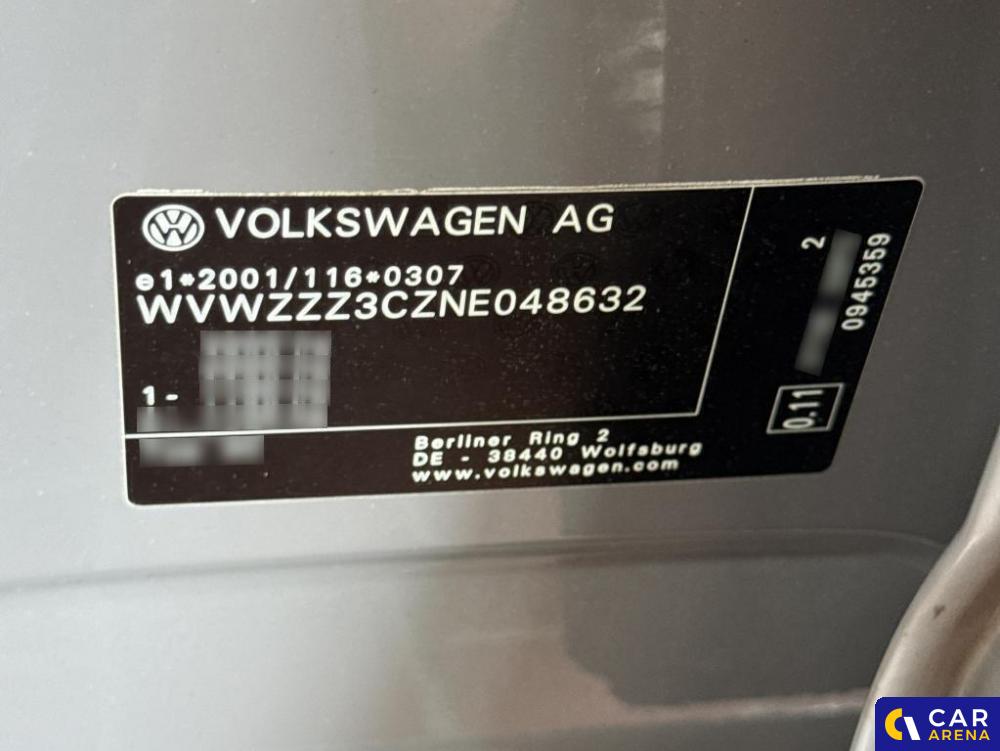 VOLKSWAGEN AG
e1*2001/116*0307
WVWZZZ3CZNE048632
1-
Berliner Ring 2
DE - 38440 Wolfsburg
www.volkswagen.com
2
0945359
0.11
CAR
ARENA